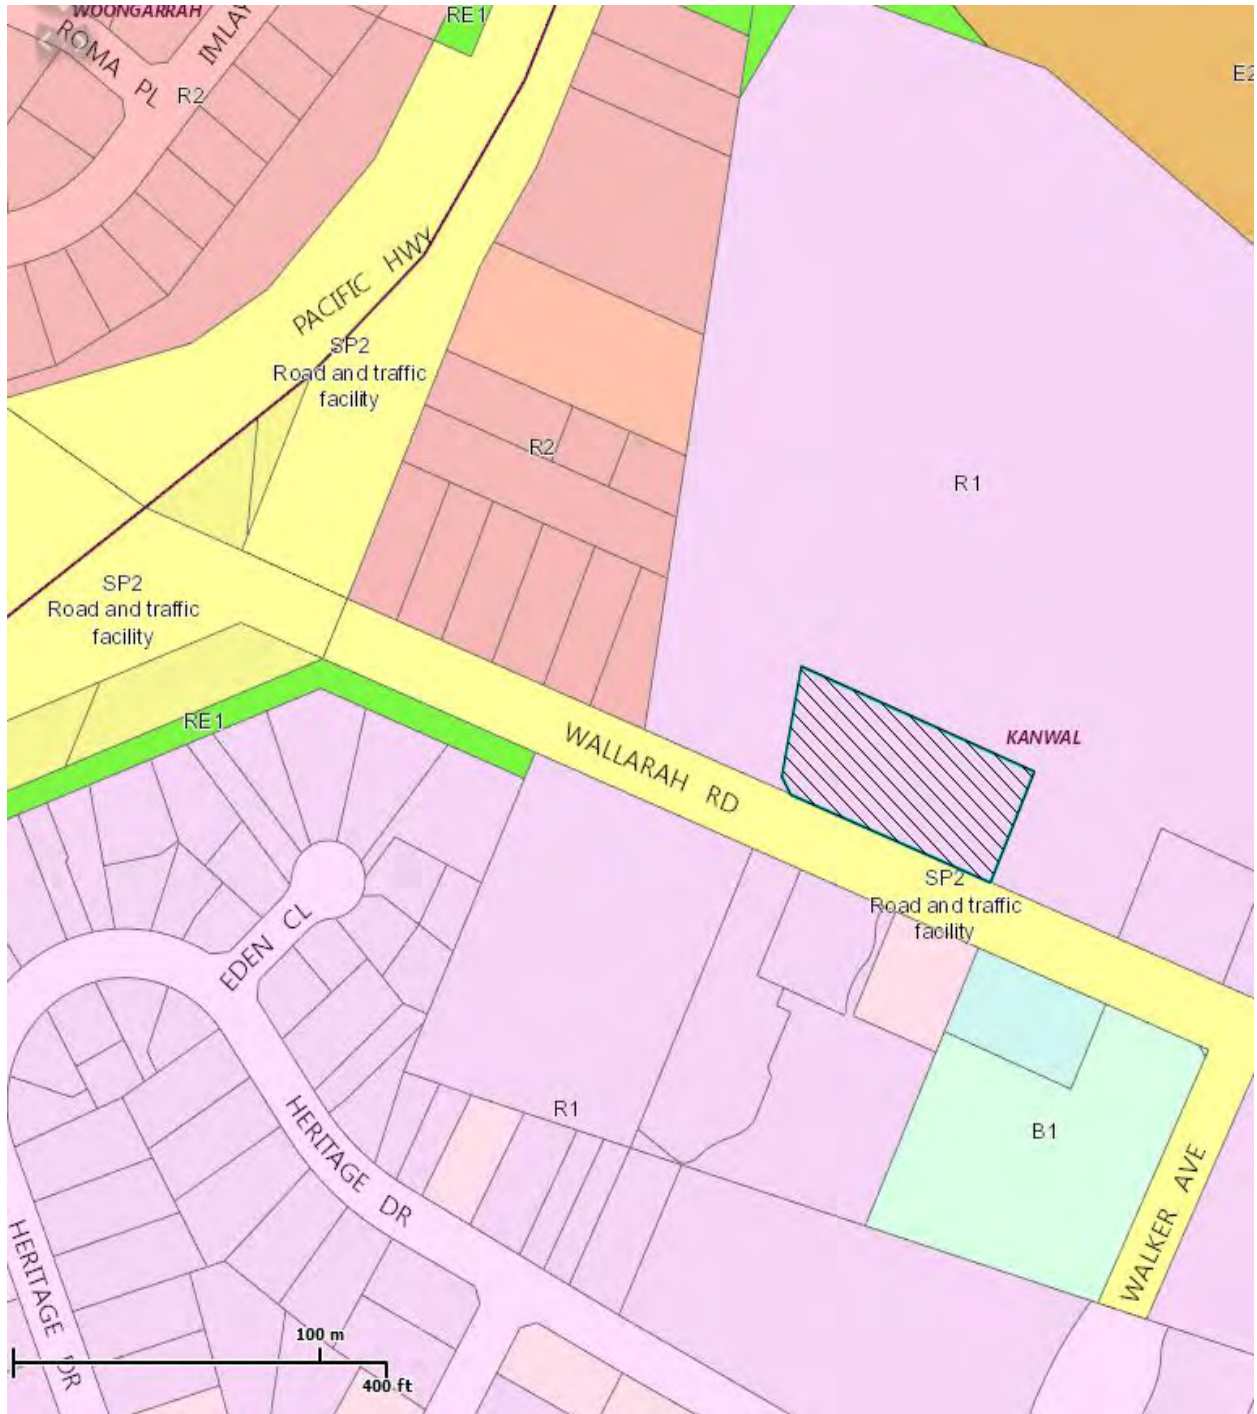 WOONGARRAH
RE1
ROMA PL
IMLAY
R2
E2
PACIFIC HWY
SP2
Road and traffic
facility
R2
R1
SP2
Road and traffic
facility
RE1
WALLARAH RD
KANWAL
SP2
Road and traffic
facility
EDEN CL
R1
B1
HERITAGE DR
WALKER AVE
HERITAGE DR
100 m
400 ft